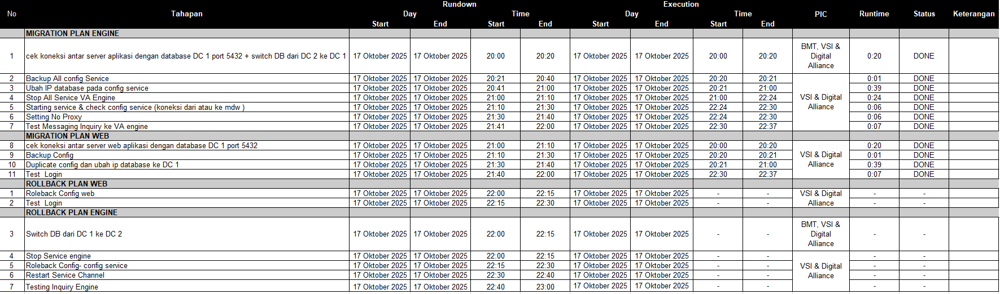 Rundown Execution
No Tahapan Day Time Day Time PIC Runtime Status Keterangan
Start End Start End Start End Start End
MIGRATION PLAN ENGINE
1 cek koneksi antar server aplikasi dengan database DC 1 port 5432 + switch DB dari DC 2 ke DC 1 17 Oktober 2025 17 Oktober 2025 20:00 20:20 17 Oktober 2025 17 Oktober 2025 20:00 20:20 BMT, VSI & Digital Alliance 0:20 DONE
2 Backup All config Service 17 Oktober 2025 17 Oktober 2025 20:21 20:40 17 Oktober 2025 17 Oktober 2025 20:20 20:21 VSI & Digital Alliance 0:01 DONE
3 Ubah IP database pada config service 17 Oktober 2025 17 Oktober 2025 20:41 21:00 17 Oktober 2025 17 Oktober 2025 20:21 21:00 0:39 DONE
4 Stop All Service VA Engine 17 Oktober 2025 17 Oktober 2025 21:00 21:10 17 Oktober 2025 17 Oktober 2025 21:00 22:24 0:24 DONE
5 Starting service & check config service (koneksi dari atau ke mdw ) 17 Oktober 2025 17 Oktober 2025 21:10 21:30 17 Oktober 2025 17 Oktober 2025 22:24 22:30 0:06 DONE
6 Setting No Proxy 17 Oktober 2025 17 Oktober 2025 21:30 21:40 17 Oktober 2025 17 Oktober 2025 22:24 22:30 0:06 DONE
7 Test Messaging Inquiry ke VA engine 17 Oktober 2025 17 Oktober 2025 21:41 22:00 17 Oktober 2025 17 Oktober 2025 22:30 22:37 0:07 DONE
MIGRATION PLAN WEB
8 cek koneksi antar server web aplikasi dengan database DC 1 port 5432 17 Oktober 2025 17 Oktober 2025 21:00 21:10 17 Oktober 2025 17 Oktober 2025 20:00 20:20 VSI & Digital Alliance 0:20 DONE
9 Backup Config 17 Oktober 2025 17 Oktober 2025 21:10 21:30 17 Oktober 2025 17 Oktober 2025 20:20 20:21 0:01 DONE
10 Duplicate config dan ubah ip database ke DC 1 17 Oktober 2025 17 Oktober 2025 21:30 21:40 17 Oktober 2025 17 Oktober 2025 20:21 21:00 0:39 DONE
11 Test Login 17 Oktober 2025 17 Oktober 2025 21:40 22:00 17 Oktober 2025 17 Oktober 2025 22:30 22:37 0:07 DONE
ROLLBACK PLAN WEB
1 Roleback Config web 17 Oktober 2025 17 Oktober 2025 22:00 22:15 17 Oktober 2025 17 Oktober 2025 - - VSI & Digital Alliance - -
2 Test Login 17 Oktober 2025 17 Oktober 2025 22:15 22:30 17 Oktober 2025 17 Oktober 2025 - - - -
ROLLBACK PLAN ENGINE
3 Switch DB dari DC 1 ke DC 2 17 Oktober 2025 17 Oktober 2025 22:00 22:15 17 Oktober 2025 17 Oktober 2025 - - BMT, VSI & Digital Alliance - -
4 Stop Service engine 17 Oktober 2025 17 Oktober 2025 22:00 22:15 17 Oktober 2025 17 Oktober 2025 - - VSI & Digital Alliance - -
5 Roleback Config- config service 17 Oktober 2025 17 Oktober 2025 22:15 22:30 17 Oktober 2025 17 Oktober 2025 - - - -
6 Restart Service Channel 17 Oktober 2025 17 Oktober 2025 22:30 22:40 17 Oktober 2025 17 Oktober 2025 - - - -
7 Testing Inquiry Engine 17 Oktober 2025 17 Oktober 2025 22:40 23:00 17 Oktober 2025 17 Oktober 2025 - - - -